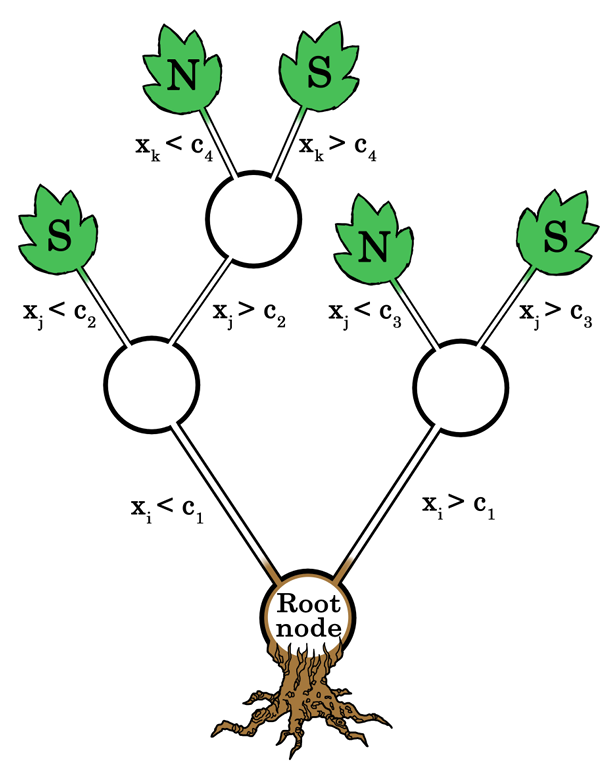 N
S
xk < c4
xk > c4
S
N
S
xj < c2
xj > c2
xj < c3
xj > c3
xi < c1
xi > c1
Root
node